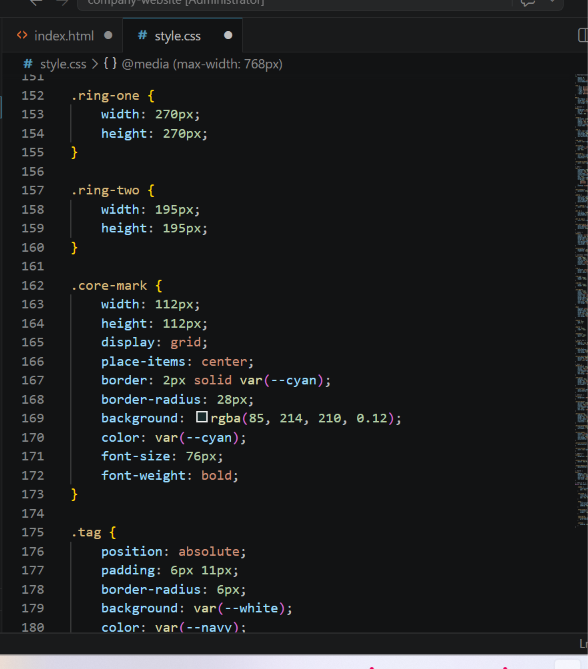 company-website [Administrator]
index.html
# style.css
# style.css > { } @media (max-width: 768px)
151
152 .ring-one {
153 width: 270px;
154 height: 270px;
155 }
156
157 .ring-two {
158 width: 195px;
159 height: 195px;
160 }
161
162 .core-mark {
163 width: 112px;
164 height: 112px;
165 display: grid;
166 place-items: center;
167 border: 2px solid var(--cyan);
168 border-radius: 28px;
169 background: rgba(85, 214, 210, 0.12);
170 color: var(--cyan);
171 font-size: 76px;
172 font-weight: bold;
173 }
174
175 .tag {
176 position: absolute;
177 padding: 6px 11px;
178 border-radius: 6px;
179 background: var(--white);
180 color: var(--navy);